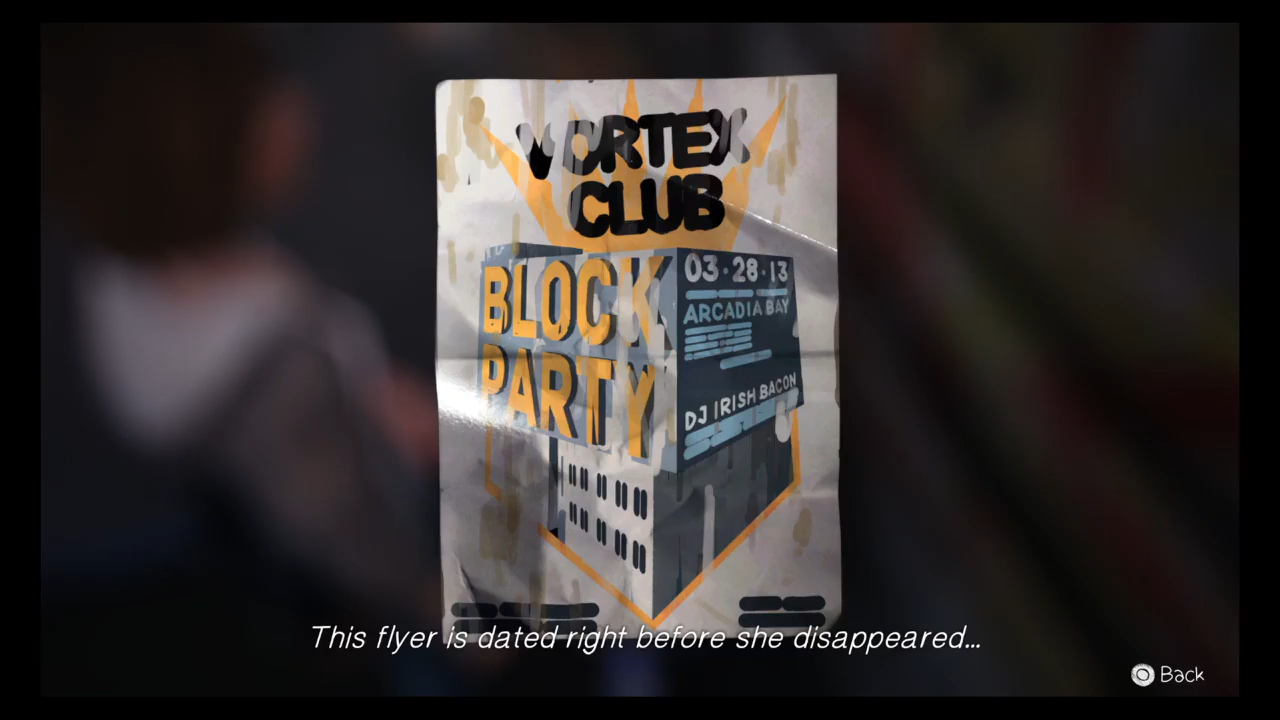 VORTEX
CLUB
BLOCK
PARTY
03·28·13
ARCADIA BAY
DJ IRISH BACON
This flyer is dated right before she disappeared...
Back